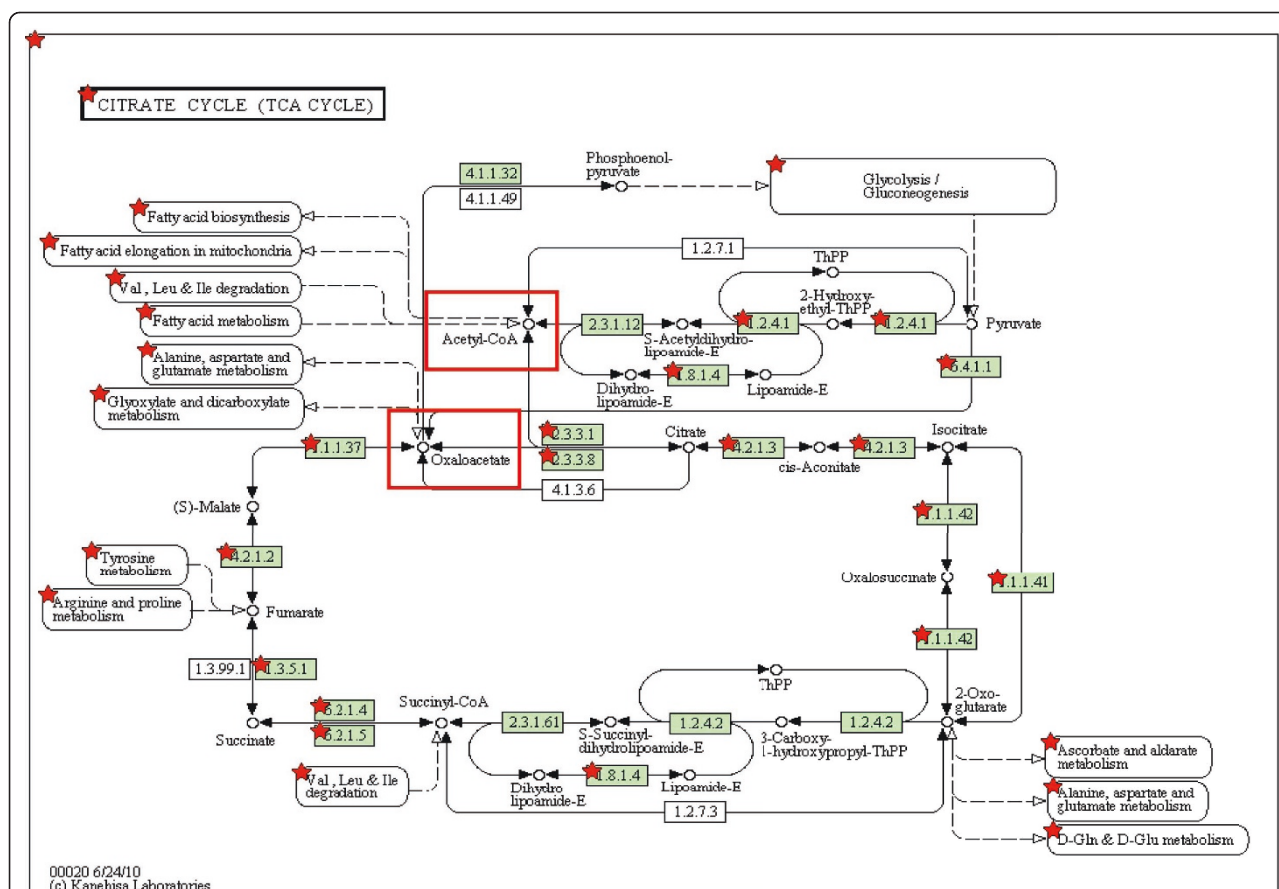 CITRATE CYCLE (TCA CYCLE)
Phosphoenol-
pyruvate
4.1.1.32
4.1.1.49
Glycolysis /
Gluconeogenesis
Fatty acid biosynthesis
Fatty acid elongation in mitochondria
Val , Leu & Ile degradation
Fatty acid metabolism
Alanine, aspartate and
glutamate metabolism
Glyoxylate and dicarboxylate
metabolism
1.2.7.1
ThPP
2-Hydroxy-
ethyl-ThPP
Acetyl-CoA
2.3.1.12
S-Acetyldihydro-
lipoamide-E
1.2.4.1
1.2.4.1
Pyruvate
Dihydro-
lipoamide-E
1.8.1.4
Lipoamide-E
6.4.1.1
1.1.1.37
Oxaloacetate
2.3.3.1
2.3.3.8
4.1.3.6
Citrate
4.2.1.3
cis-Aconitate
4.2.1.3
Isocitrate
(S)-Malate
1.1.1.42
4.2.1.2
Tyrosine
metabolism
Oxalosuccinate
1.1.1.41
Arginine and proline
metabolism
Fumarate
1.1.1.42
1.3.99.1
1.3.5.1
ThPP
Succinyl-CoA
2-Oxo-
glutarate
6.2.1.4
6.2.1.5
Succinate
2.3.1.61
S-Succinyl-
dihydrolipoamide-E
1.2.4.2
3-Carboxy-
1-hydroxypropyl-ThPP
1.2.4.2
Val , Leu & Ile
degradation
Dihydro
lipoamide-E
1.8.1.4
Lipoamide-E
1.2.7.3
Ascorbate and aldarate
metabolism
Alanine, aspartate and
glutamate metabolism
D-Gln & D-Glu metabolism
00020 6/24/10
(c) Kanehisa Laboratories